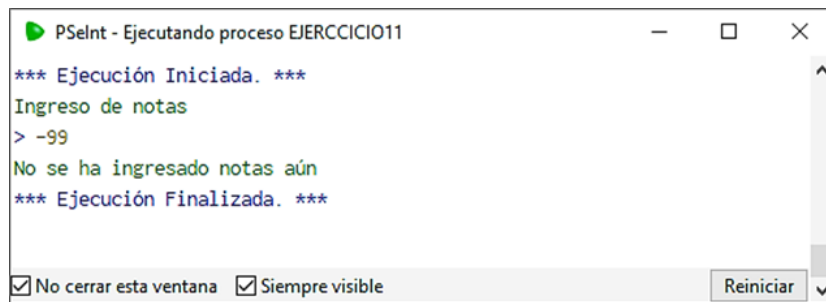 PSeInt - Ejecutando proceso EJERCCICIO11
*** Ejecución Iniciada. ***
Ingreso de notas
> -99
No se ha ingresado notas aún
*** Ejecución Finalizada. ***
No cerrar esta ventana Siempre visible Reiniciar